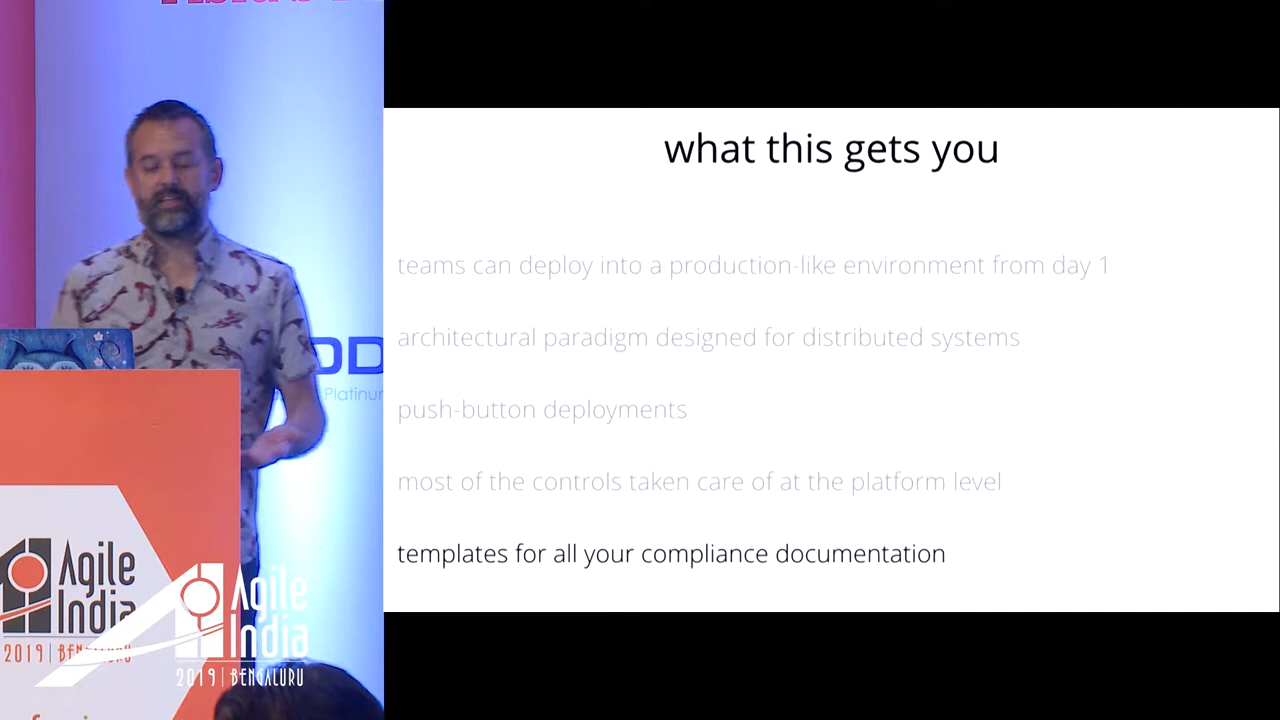 what this gets you
teams can deploy into a production-like environment from day 1
architectural paradigm designed for distributed systems
push-button deployments
most of the controls taken care of at the platform level
templates for all your compliance documentation
Platinum
Agile
India
2019 | BENGALURU
Agile
India
2019 | BENGALURU